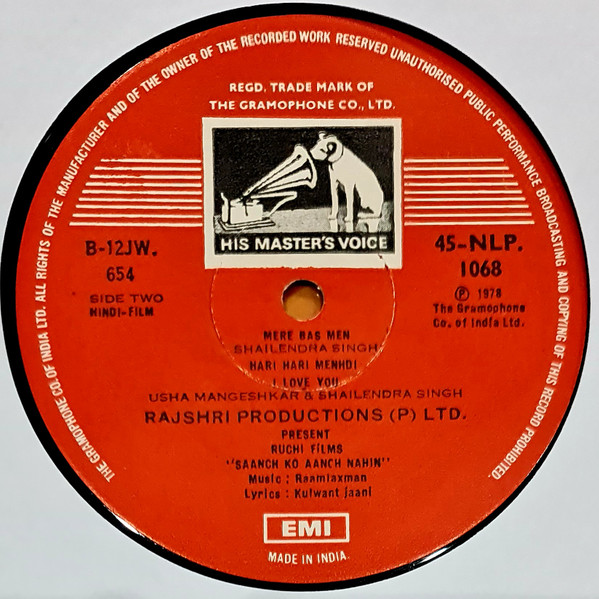 THE GRAMOPHONE CO. OF INDIA LTD. ALL RIGHTS OF THE MANUFACTURER AND OF THE OWNER OF THE RECORDED WORK RESERVED UNAUTHORISED PUBLIC PERFORMANCE BROADCASTING AND COPYING OF THIS RECORD PROHIBITED.
REGD. TRADE MARK OF
THE GRAMOPHONE CO., LTD.
HIS MASTER'S VOICE
B-12JW.
654
SIDE TWO
HINDI-FILM
45-NLP.
1068
℗ 1978
The Gramophone
Co. of India Ltd.
MERE BAS MEN
SHAILENDRA SINGH
HARI HARI MENHDI
I LOVE YOU
USHA MANGESHKAR & SHAILENDRA SINGH
RAJSHRI PRODUCTIONS (P) LTD.
PRESENT
RUCHI FILMS
"SAANCH KO AANCH NAHIN"
Music : Raamlaxman
Lyrics : Kulwant Jaani
EMI
MADE IN INDIA.